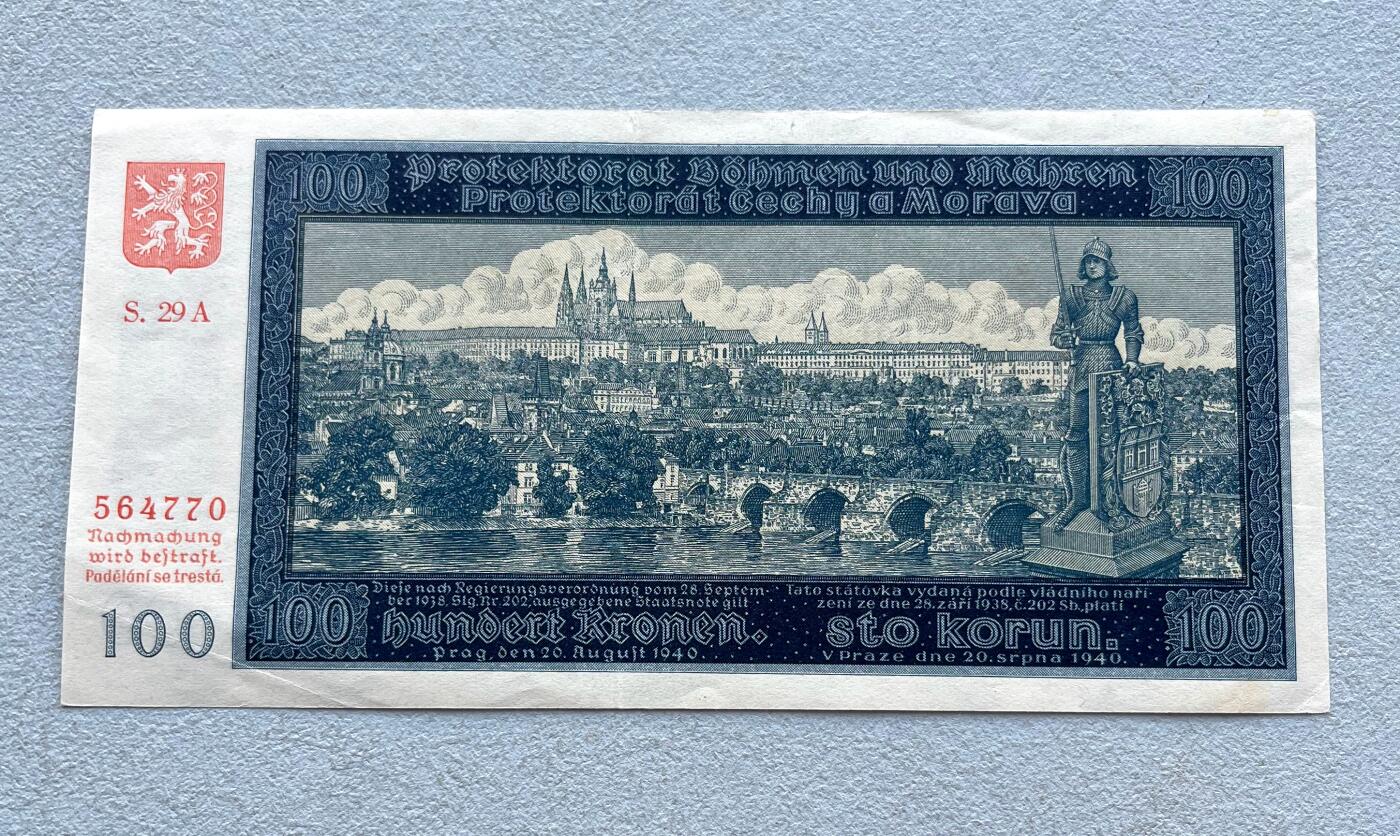 100 Protektorat Böhmen und Mähren 100
Protektorát Čechy a Morava
S. 29 A
564770
Nachmachung
wird bestraft.
Padělání se trestá.
100
Diese nach Regierungsverordnung vom 28. Septem-
ber 1938, Slg. Nr. 202, ausgegebene Staatsnote gilt
hundert Kronen.
Prag, den 20. August 1940.
Tato státovka vydaná podle vládního naří-
zení ze dne 28. září 1938, č. 202 Sb., platí
sto korun.
V Praze dne 20. srpna 1940.
100
100